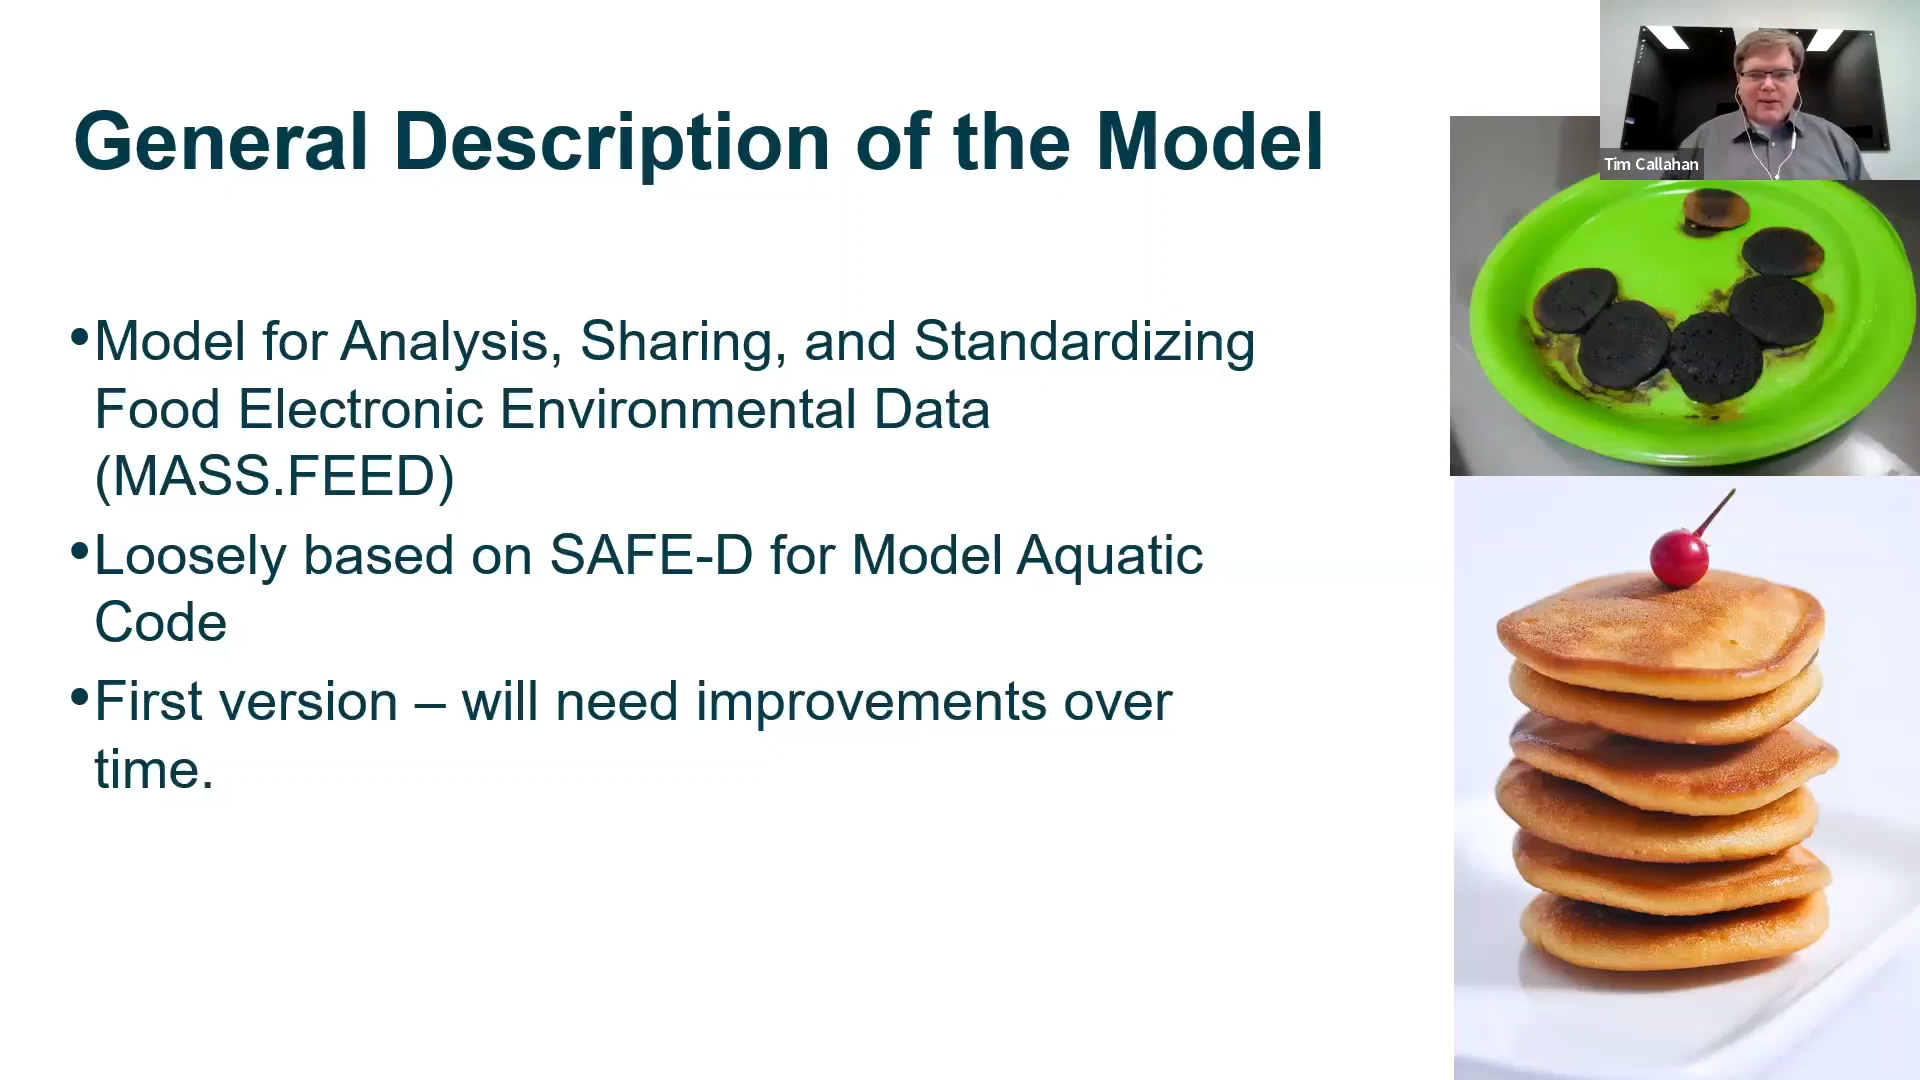 General Description of the Model
•Model for Analysis, Sharing, and Standardizing
Food Electronic Environmental Data
(MASS.FEED)
•Loosely based on SAFE-D for Model Aquatic
Code
•First version – will need improvements over
time.
Tim Callahan